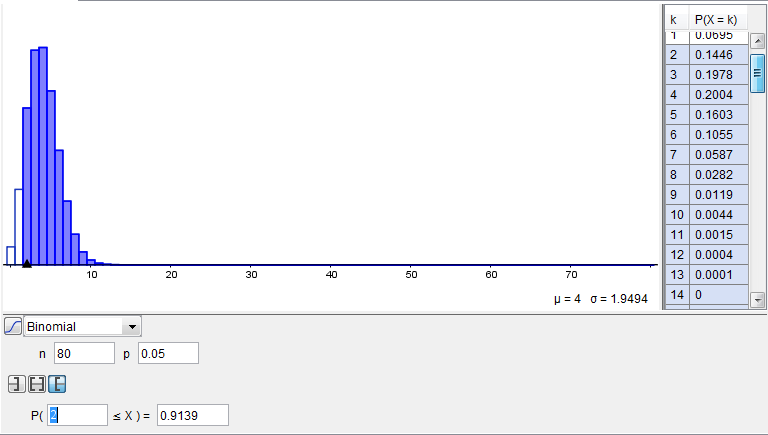 k P(X = k)
1 0.0695
2 0.1446
3 0.1978
4 0.2004
5 0.1603
6 0.1055
7 0.0587
8 0.0282
9 0.0119
10 0.0044
11 0.0015
12 0.0004
13 0.0001
14 0
10 20 30 40 50 60 70
μ = 4 σ = 1.9494
Binomial
n 80 p 0.05
P( 2 ≤ X ) = 0.9139